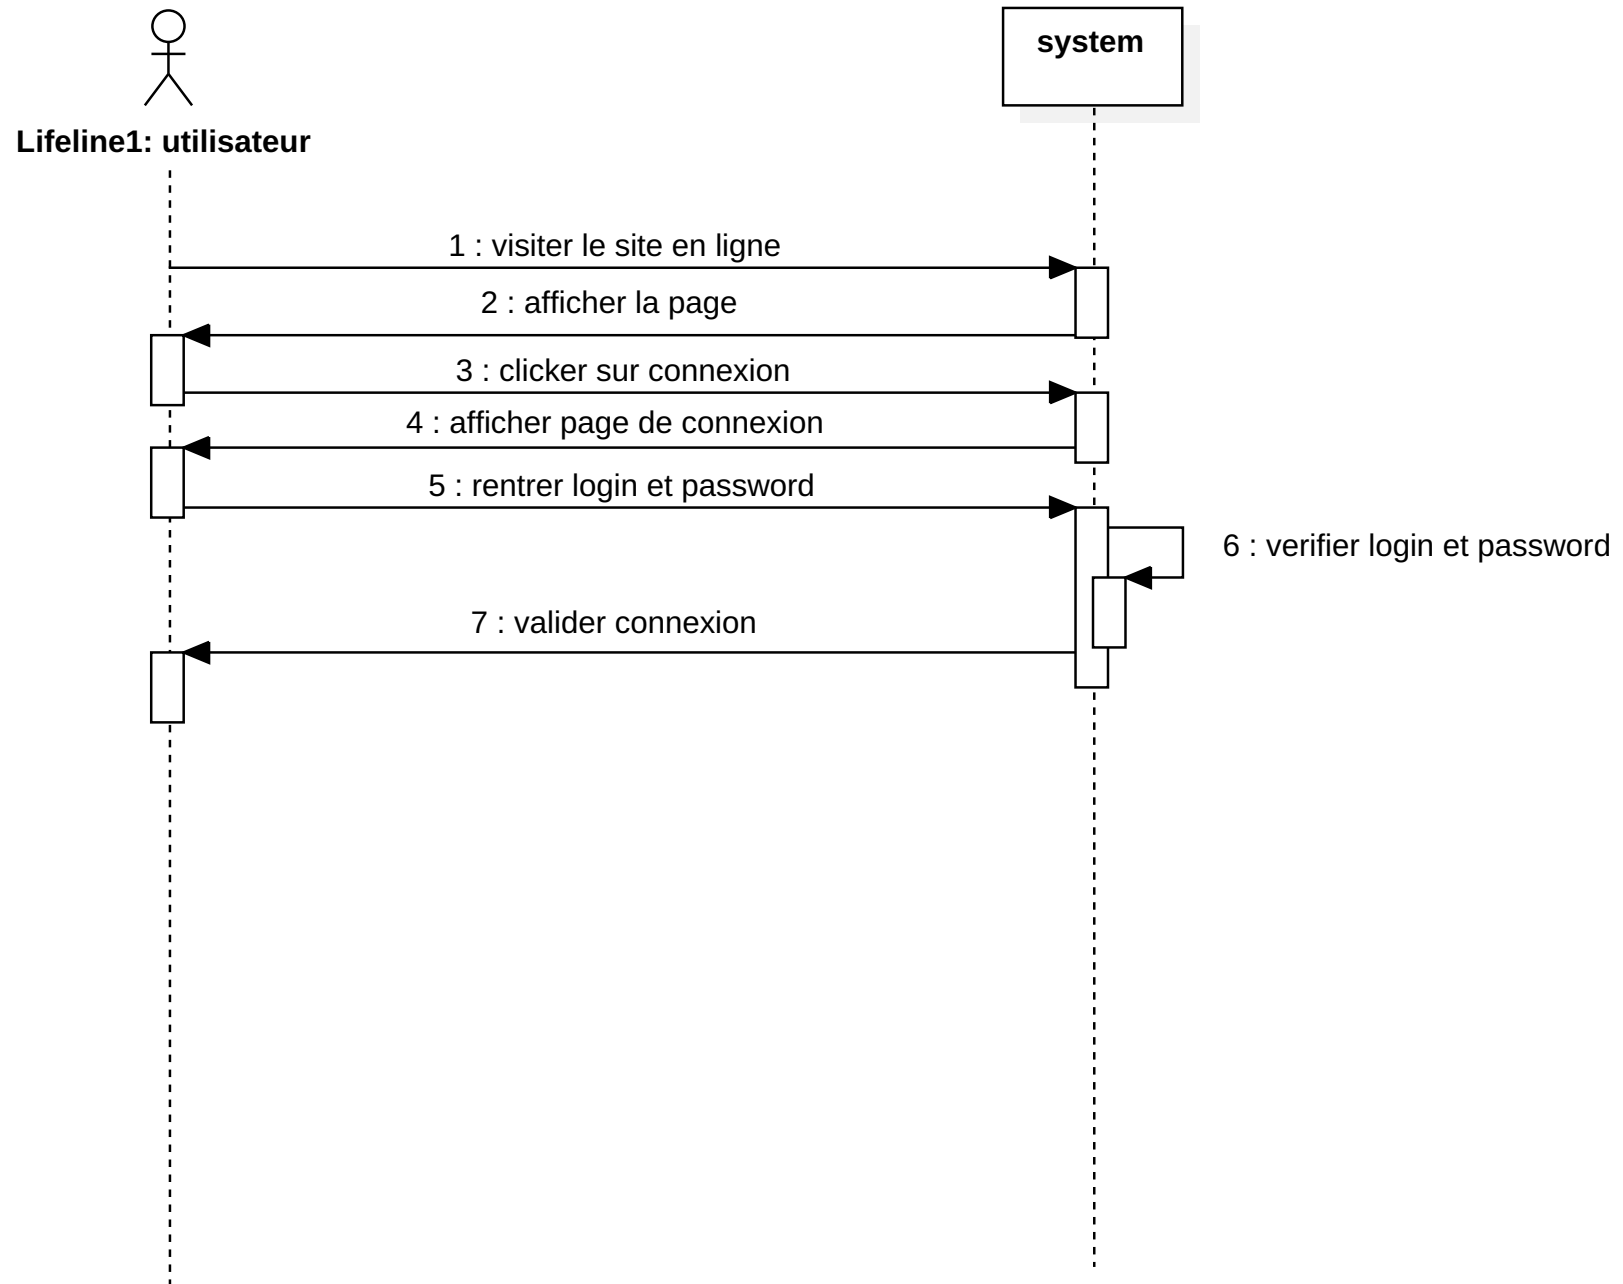 system
Lifeline1: utilisateur
1 : visiter le site en ligne
2 : afficher la page
3 : clicker sur connexion
4 : afficher page de connexion
5 : rentrer login et password
6 : verifier login et password
7 : valider connexion